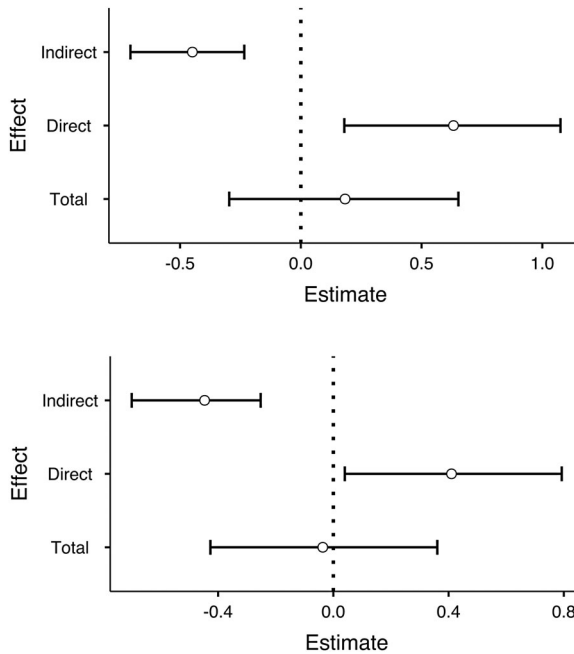 Effect
Indirect
Direct
Total
-0.5 0.0 0.5 1.0
Estimate
Effect
Indirect
Direct
Total
-0.4 0.0 0.4 0.8
Estimate